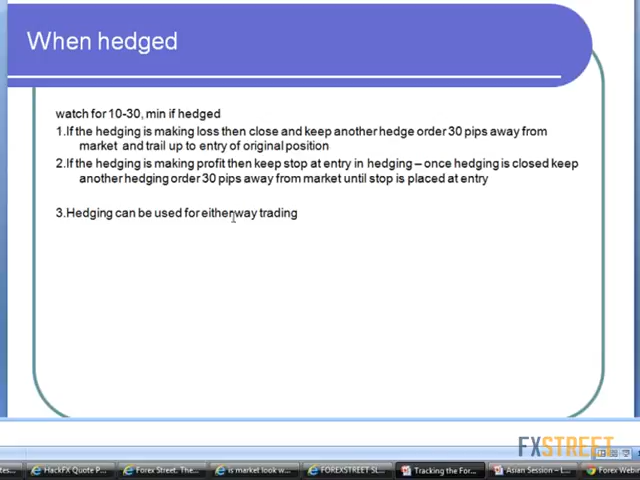 When hedged
watch for 10-30, min if hedged
1.If the hedging is making loss then close and keep another hedge order 30 pips away from
market and trail up to entry of original position
2.If the hedging is making profit then keep stop at entry in hedging – once hedging is closed keep
another hedging order 30 pips away from market until stop is placed at entry
3.Hedging can be used for eitherway trading
FXSTREET
tes...
HackFX Quote P...
Forex Street. The...
is market look w...
FOREXSTREET SL...
Tracking the For...
Asian Session – L...
Forex Webin